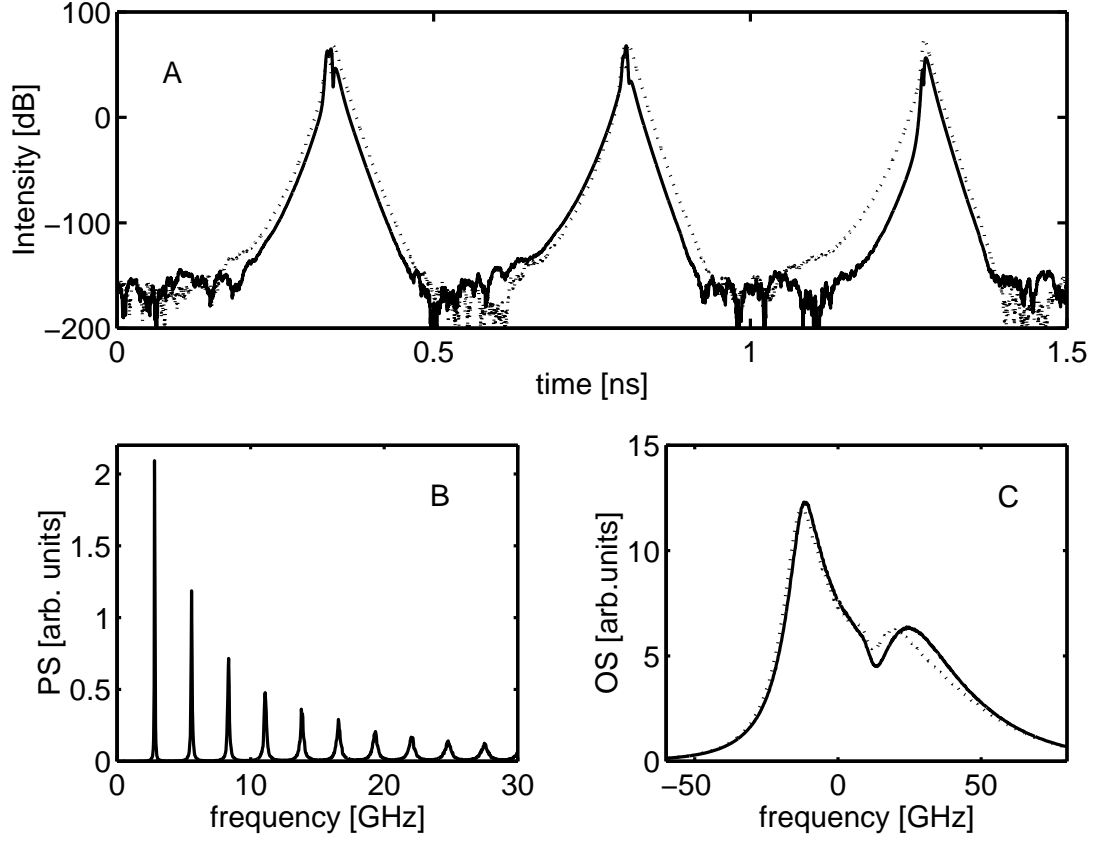 100
0
−100
−200
Intensity [dB]
A
0
0.5
1
1.5
time [ns]
2
1.5
1
0.5
0
PS [arb. units]
B
0
10
20
30
frequency [GHz]
15
10
5
0
OS [arb.units]
C
−50
0
50
frequency [GHz]